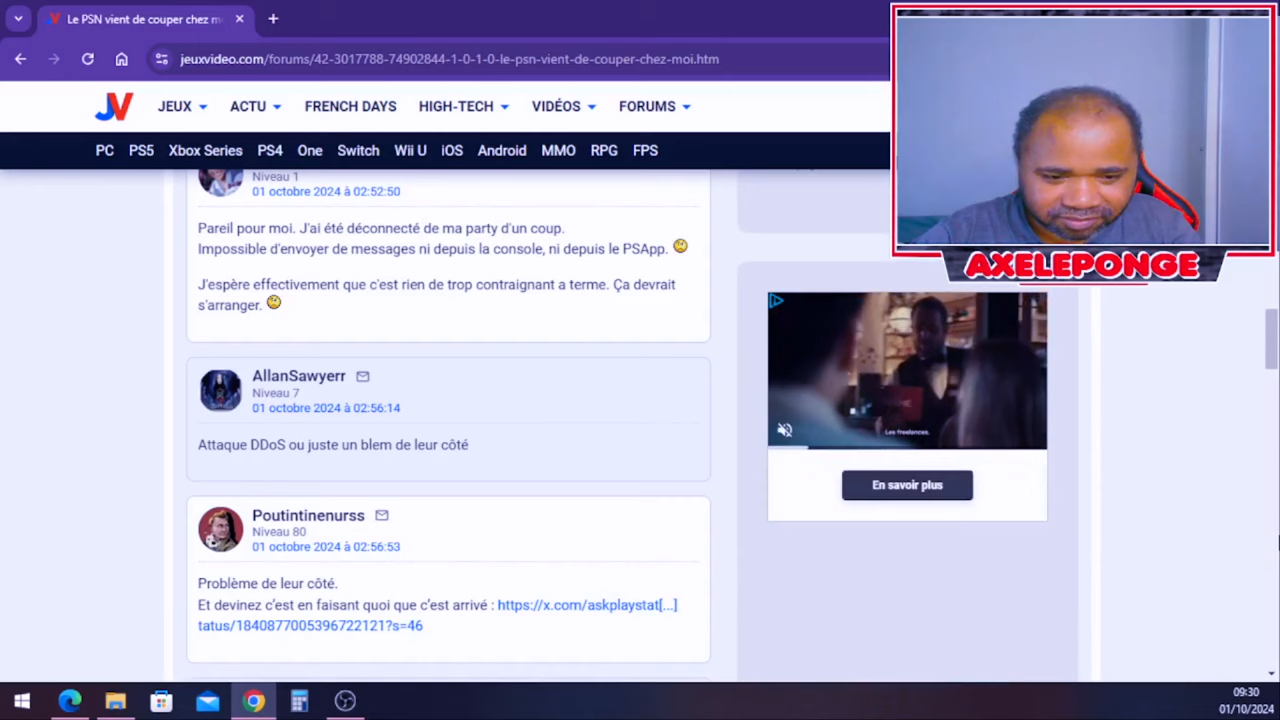 Le PSN vient de couper chez m
jeuxvideo.com/forums/42-3017788-74902844-1-0-1-0-le-psn-vient-de-couper-chez-moi.htm
JV
JEUX
ACTU
FRENCH DAYS
HIGH-TECH
VIDÉOS
FORUMS
PC
PS5
Xbox Series
PS4
One
Switch
Wii U
iOS
Android
MMO
RPG
FPS
AXELEPONGE
Niveau 1
01 octobre 2024 à 02:52:50
Pareil pour moi. J'ai été déconnecté de ma party d'un coup.
Impossible d'envoyer de messages ni depuis la console, ni depuis le PSApp.
J'espère effectivement que c'est rien de trop contraignant a terme. Ça devrait
s'arranger.
AllanSawyerr
Niveau 7
01 octobre 2024 à 02:56:14
Attaque DDoS ou juste un blem de leur côté
Poutintinenurss
Niveau 80
01 octobre 2024 à 02:56:53
Problème de leur côté.
Et devinez c'est en faisant quoi que c'est arrivé : https://x.com/askplaystat[...]
tatus/1840877005396722121?s=46
Les freelances.
En savoir plus
09:30
01/10/2024